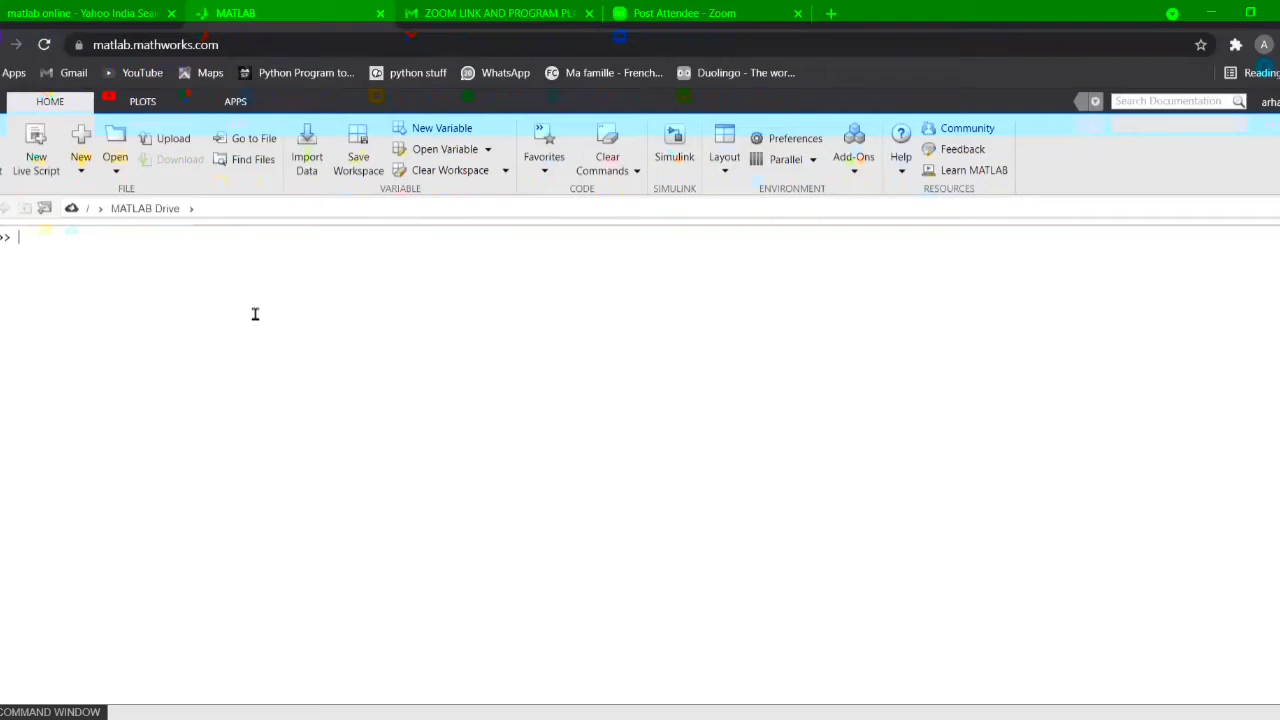 matlab online - Yahoo India Sea
MATLAB
ZOOM LINK AND PROGRAM PL
Post Attendee - Zoom
matlab.mathworks.com
A
Apps
Gmail
YouTube
Maps
Python Program to...
python stuff
WhatsApp
Ma famille - French...
Duolingo - The wor...
Reading
HOME
PLOTS
APPS
Search Documentation
arha
New Live Script
New
Open
Upload
Download
Go to File
Find Files
FILE
Import Data
Save Workspace
New Variable
Open Variable
Clear Workspace
VARIABLE
Favorites
Clear Commands
CODE
Simulink
SIMULINK
Layout
Preferences
Parallel
Add-Ons
ENVIRONMENT
Help
Community
Feedback
Learn MATLAB
RESOURCES
/ > MATLAB Drive >
>>
COMMAND WINDOW